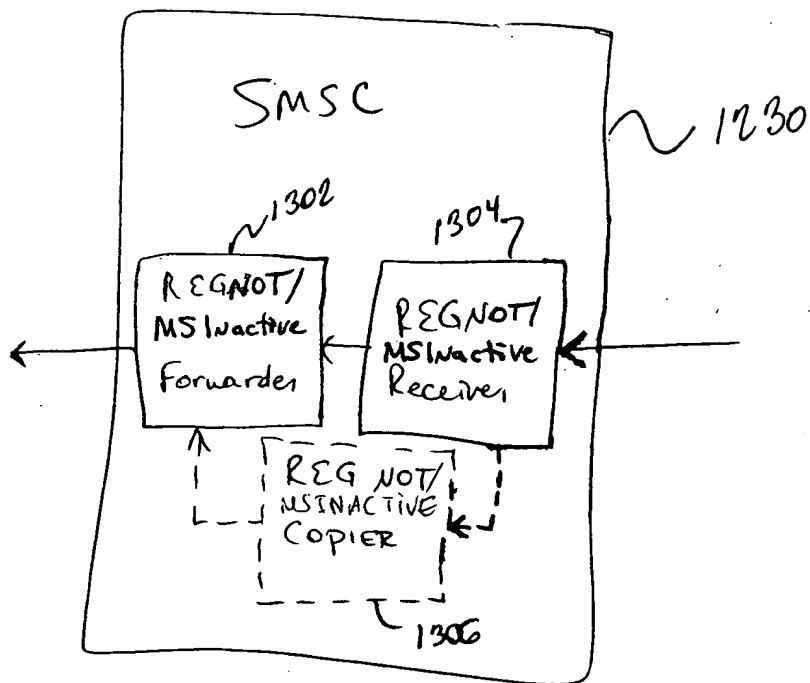 SMSC
1230
1302
REGNOT/
MSINactive
Forwarder
1304
REGNOT/
MSINactive
Receiver
REG NOT/
MSINACTIVE
COPIER
1306